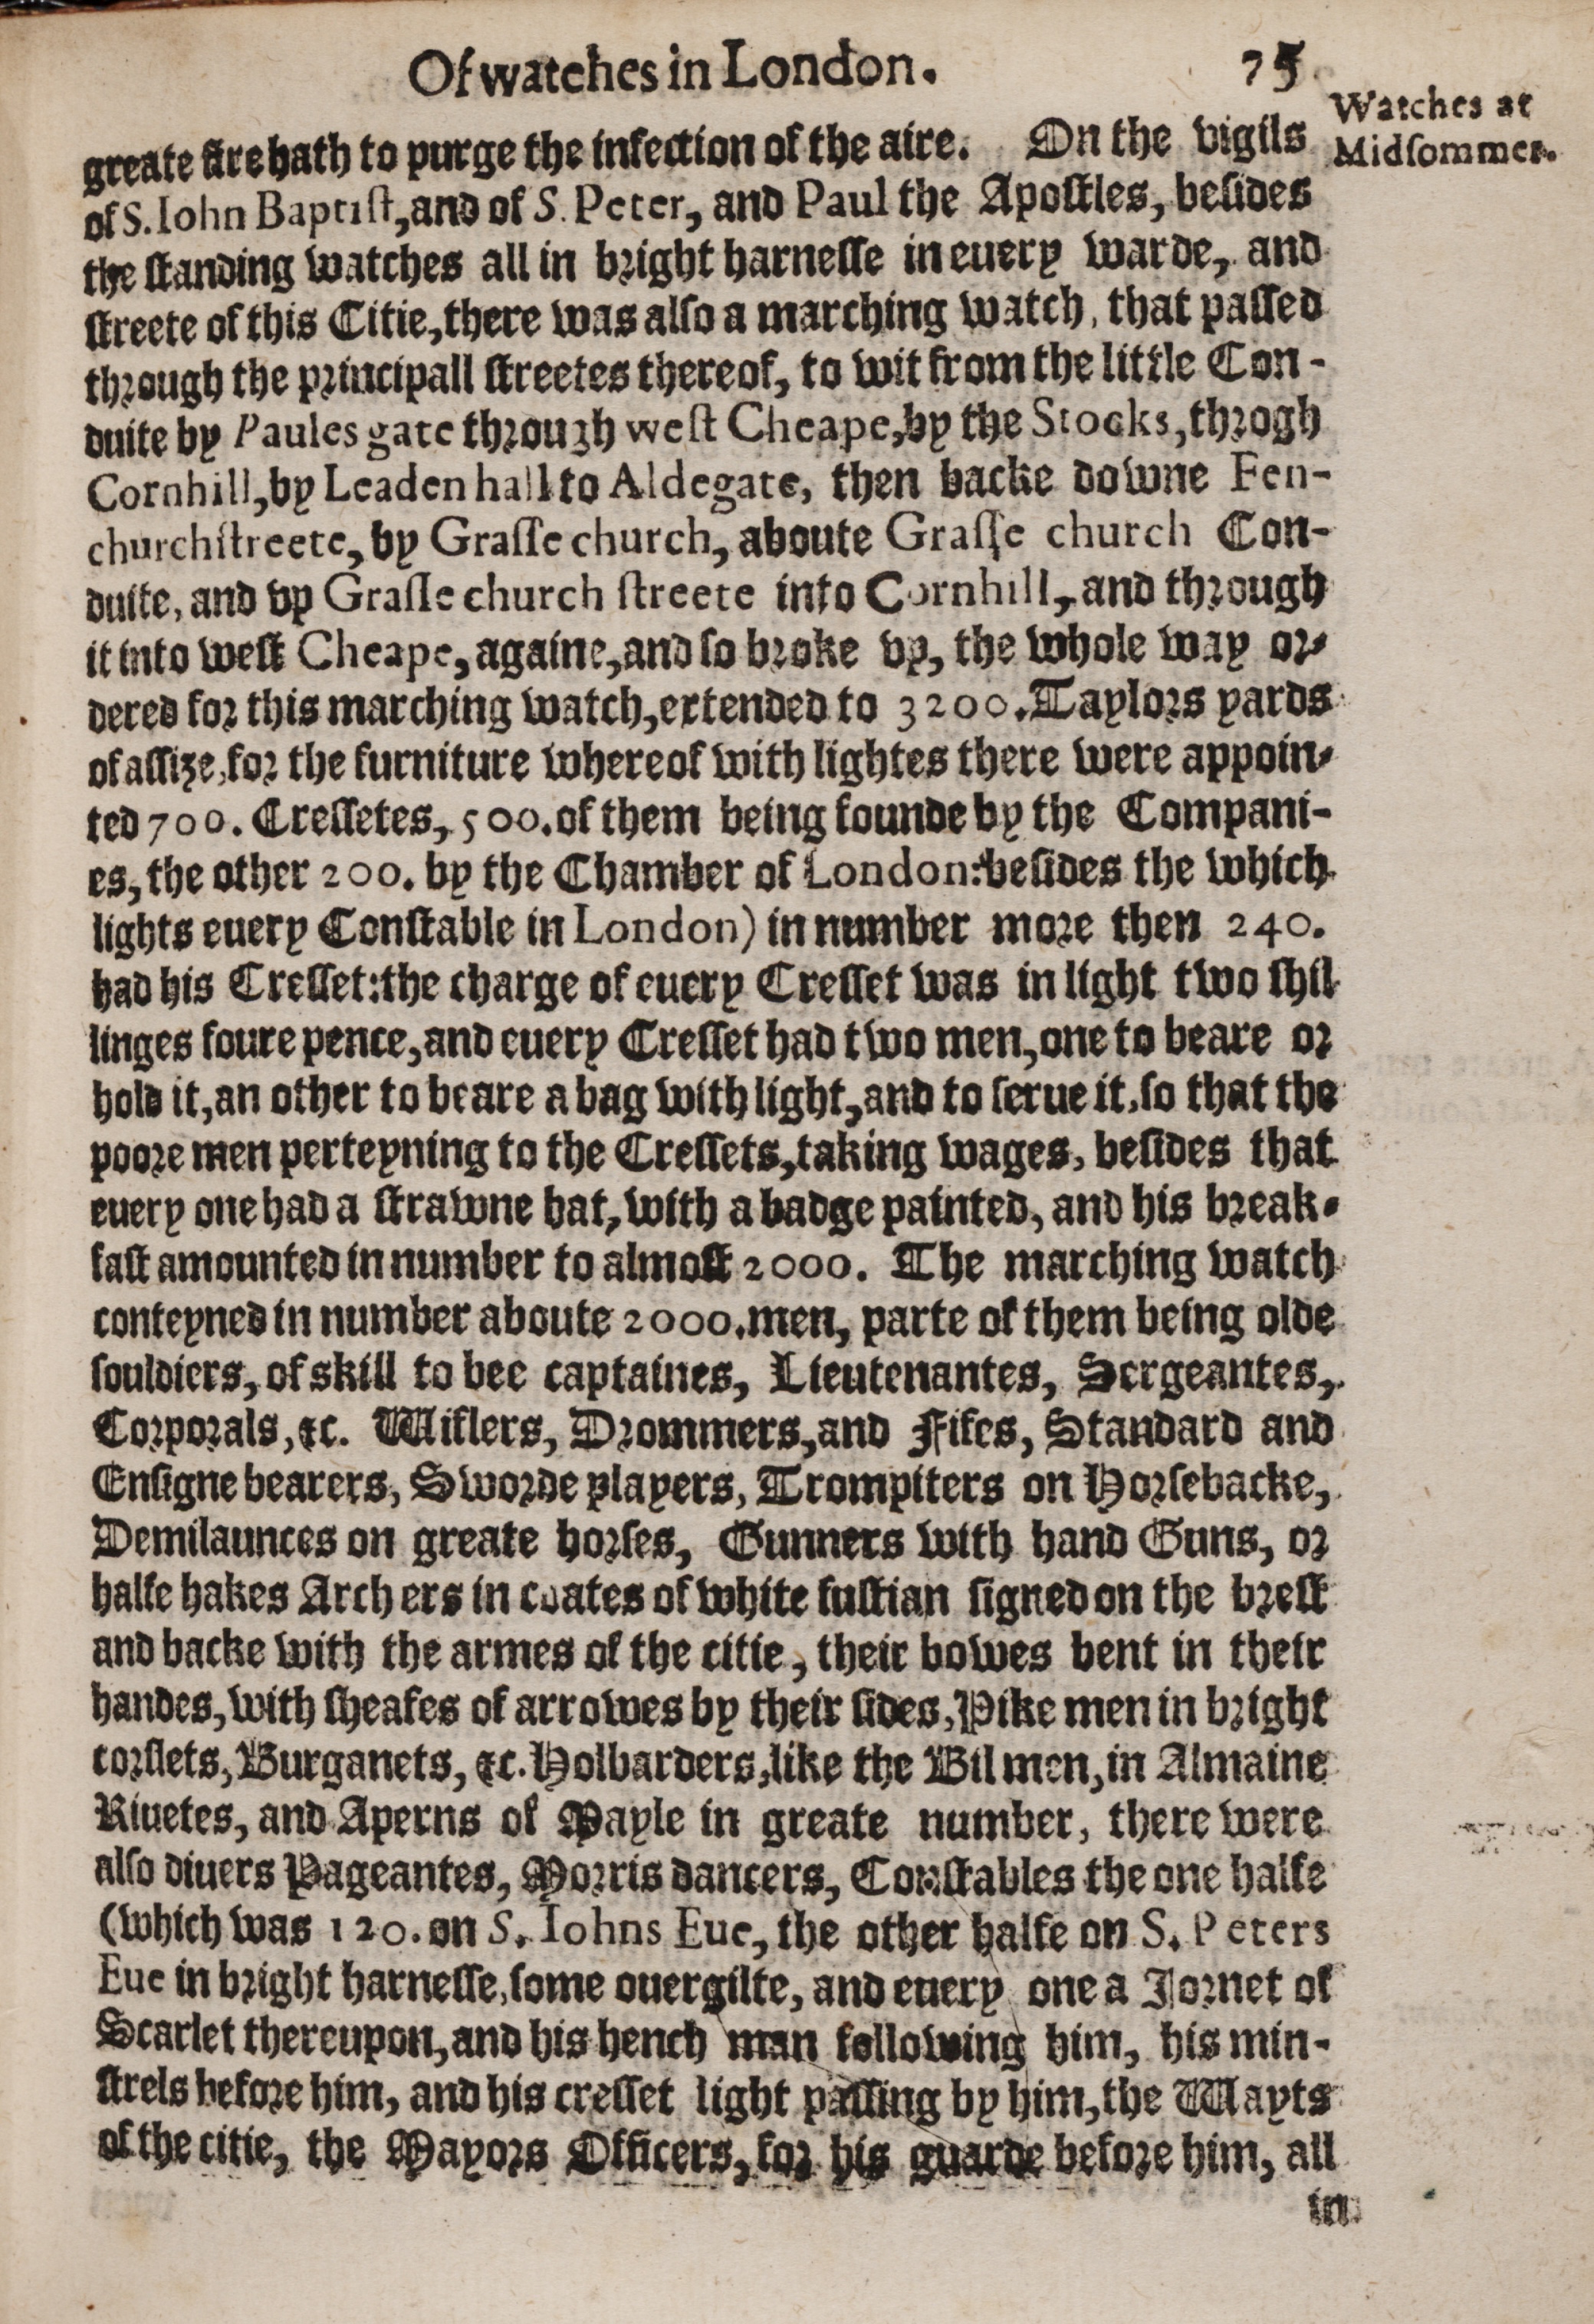 Of watches in London. 75
Watches at
Midsommer.
greate fire hath to purge the infection of the aire. On the vigils
of S. Iohn Baptist, and of S. Peter, and Paul the Apostles, besides
the standing watches all in bright harnesse in euery warde, and
streete of this Citie, there was also a marching watch, that passed
through the principall streetes thereof, to wit from the little Con-
duite by Paules gate through west Cheape, by the Stocks, throgh
Cornhill, by Leaden hall to Aldegate, then backe downe Fen-
churchstreete, by Grasse church, aboute Grasse church Con-
duite, and vp Grasse church streete into Cornhill, and through
it into west Cheape, againe, and so broke vp, the whole way or-
dered for this marching watch, extended to 3200. Taylors yards
of assize, for the furniture whereof with lightes there were appoin-
ted 700. Cressetes, 500. of them being founde by the Compani-
es, the other 200. by the Chamber of London: besides the which
lights euery Constable in London) in number more then 240.
had his Cresset: the charge of euery Cresset was in light two shil
linges foure pence, and euery Cresset had two men, one to beare or
hold it, an other to beare a bag with light, and to serue it, so that the
poore men perteyning to the Cressets, taking wages, besides that
euery one had a strawne hat, with a badge painted, and his break-
fast amounted in number to almost 2000. The marching watch
conteyned in number aboute 2000. men, parte of them being olde
souldiers, of skill to bee captaines, Lieutenantes, Sergeantes,
Corporals, &c. Wiflers, Drommers, and Fifes, Standard and
Ensigne bearers, Sworde players, Trompiters on Horsebacke,
Demilaunces on greate horses, Gunners with hand Guns, or
halfe hakes Archers in coates of white fustian signed on the brest
and backe with the armes of the citie, their bowes bent in their
handes, with sheafes of arrowes by their sides, Pike men in bright
corslets, Burganets, &c. Holbarders, like the Bil men, in Almaine
Riuetes, and Aperns of Mayle in greate number, there were
also diuers Pageantes, Morris dancers, Constables the one halfe
(which was 120. on S. Iohns Eue, the other halfe on S. Peters
Eue in bright harnesse, some ouergilte, and euery one a Iornet of
Scarlet thereupon, and his hench man following him, his min-
strels before him, and his cresset light passing by him, the Wayts
of the citie, the Mayors Officers, for his guarde before him, all
in